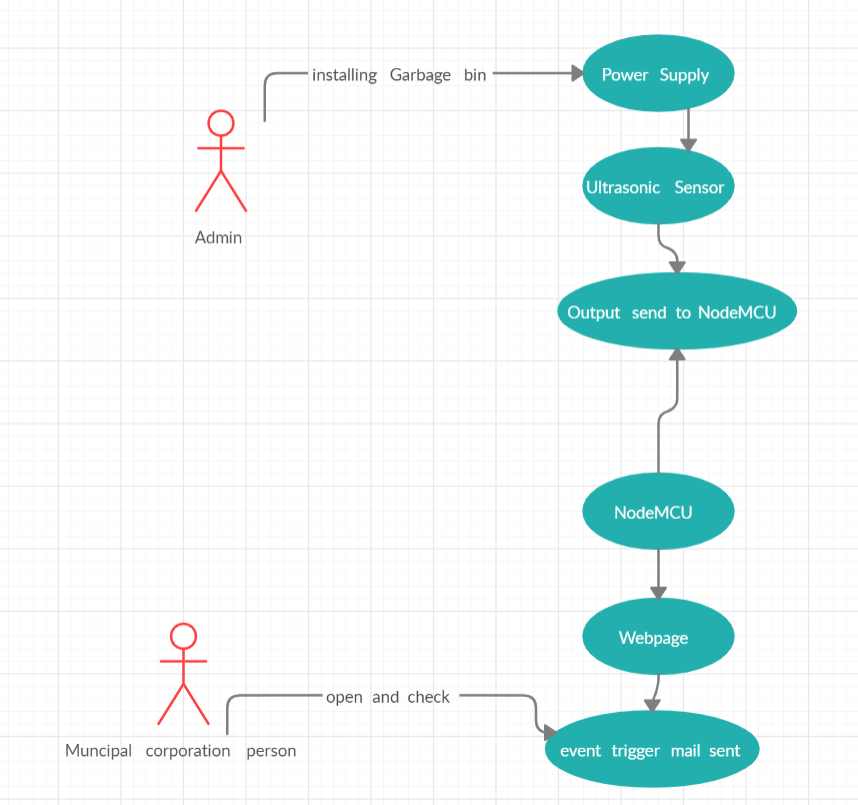 installing Garbage bin
Power Supply
Ultrasonic Sensor
Admin
Output send to NodeMCU
NodeMCU
Webpage
open and check
Muncipal corporation person
event trigger mail sent